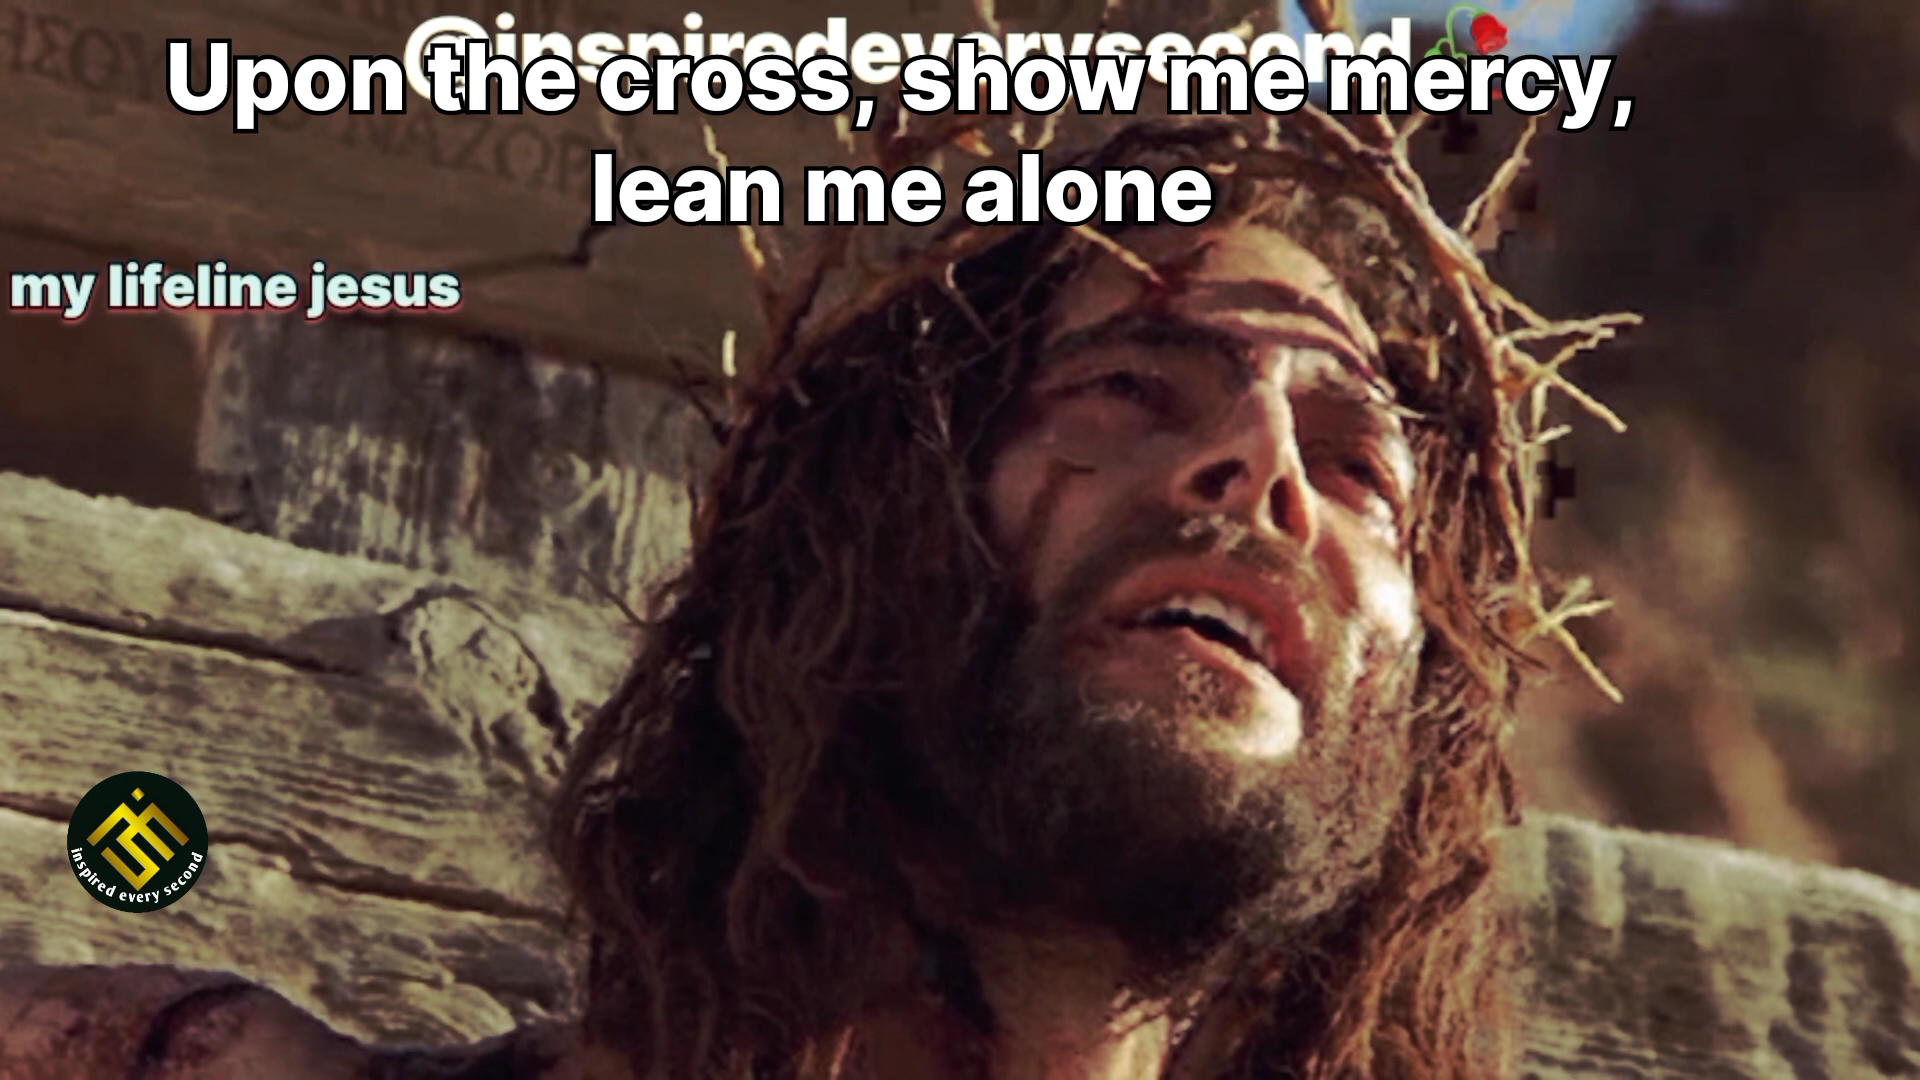 @inspiredeverysecond
Upon the cross, show me mercy,
lean me alone
my lifeline jesus
inspired every second